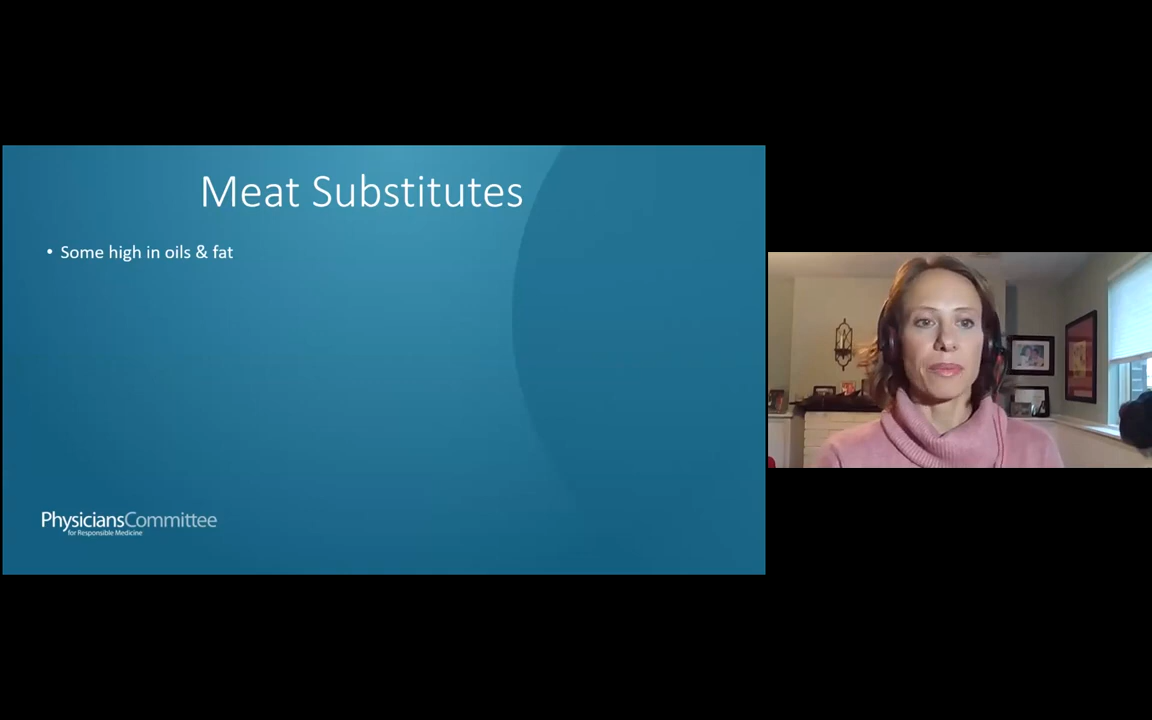 Meat Substitutes
• Some high in oils & fat
PhysiciansCommittee
for Responsible Medicine